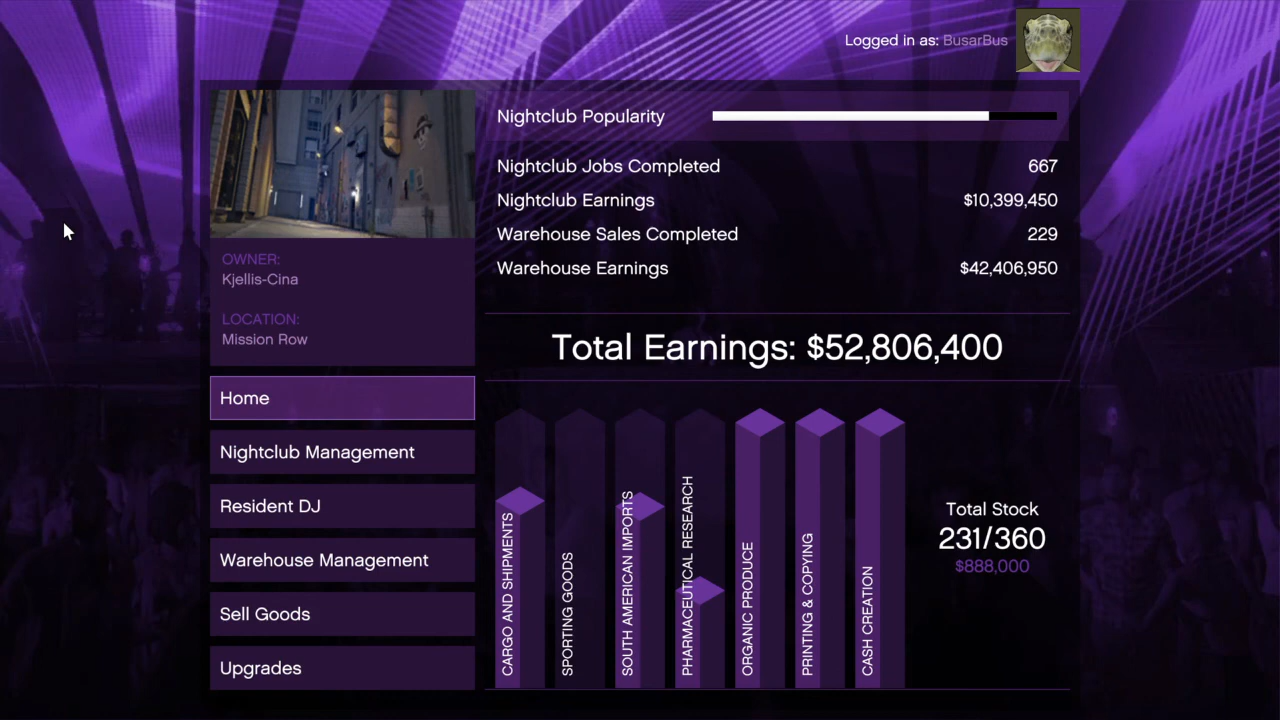 Logged in as: BusarBus
OWNER:
Kjellis-Cina
LOCATION:
Mission Row
Home
Nightclub Management
Resident DJ
Warehouse Management
Sell Goods
Upgrades
Nightclub Popularity
Nightclub Jobs Completed 667
Nightclub Earnings $10,399,450
Warehouse Sales Completed 229
Warehouse Earnings $42,406,950
Total Earnings: $52,806,400
CARGO AND SHIPMENTS
SPORTING GOODS
SOUTH AMERICAN IMPORTS
PHARMACEUTICAL RESEARCH
ORGANIC PRODUCE
PRINTING & COPYING
CASH CREATION
Total Stock
231/360
$888,000